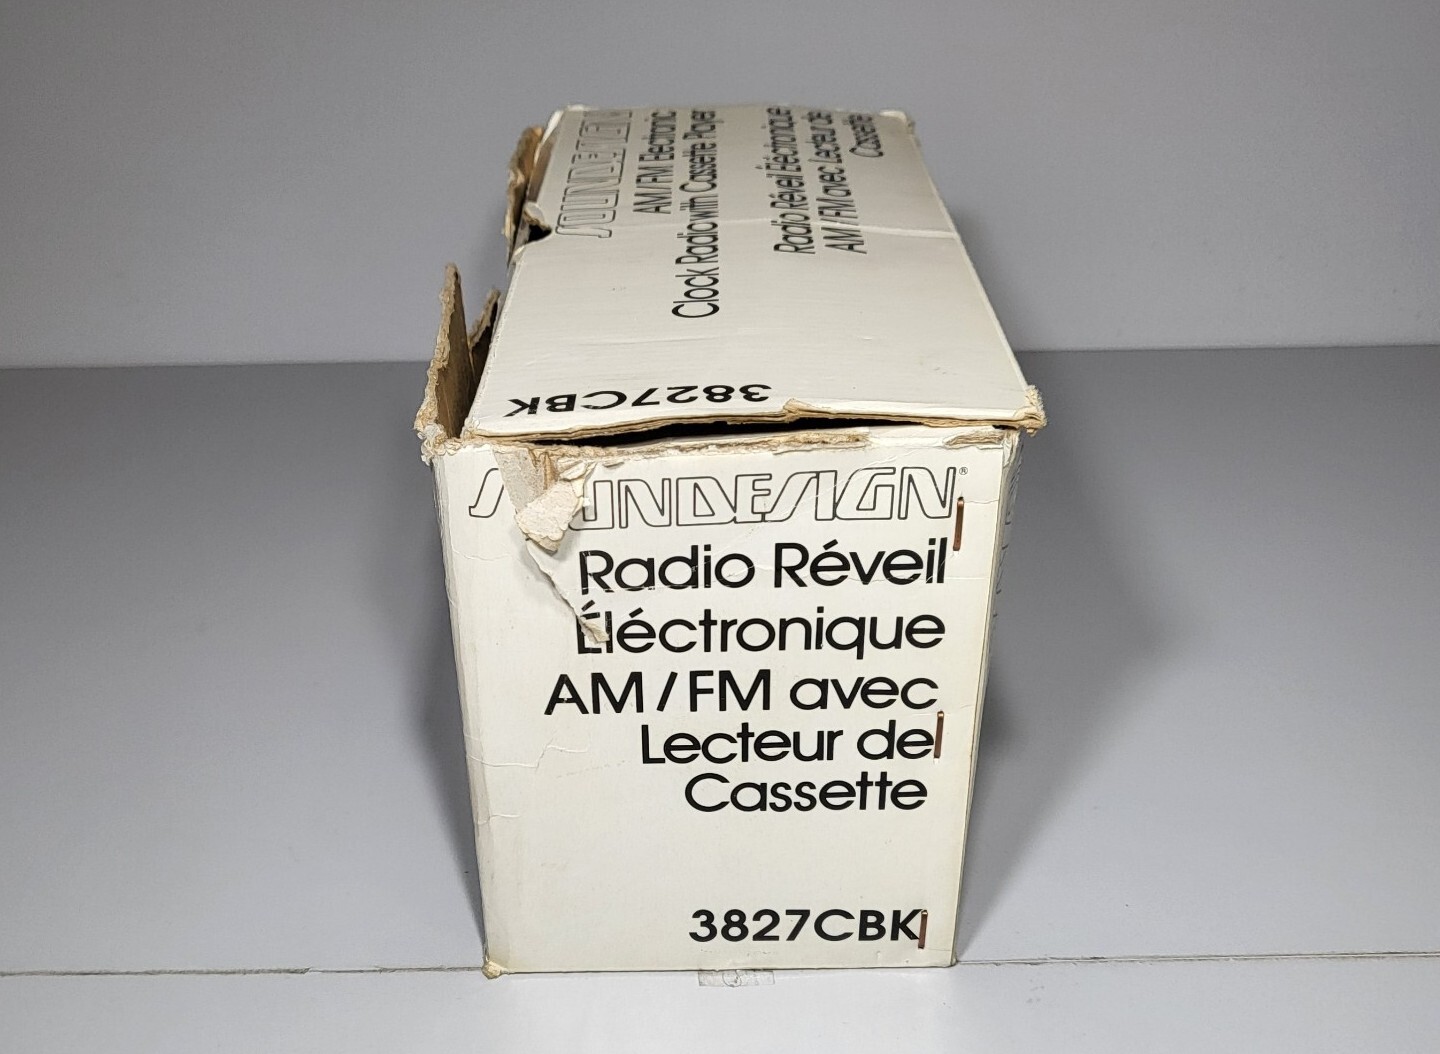 SOUNDESIGN
AM/FM Electronic
Clock Radio with Cassette Player
Radio Réveil Éléctronique
AM/FM avec Lecteur de
Cassette
3827CBK
SOUNDESIGN®
Radio Réveil
Éléctronique
AM/FM avec
Lecteur de
Cassette
3827CBK